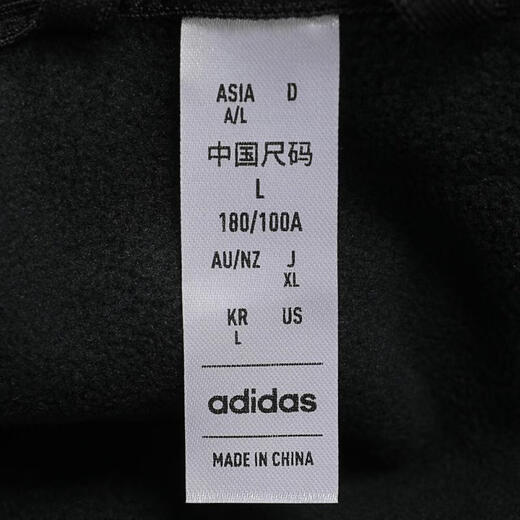 ASIA D
A/L
中国尺码
L
180/100A
AU/NZ J
XL
KR US
L
adidas
MADE IN CHINA